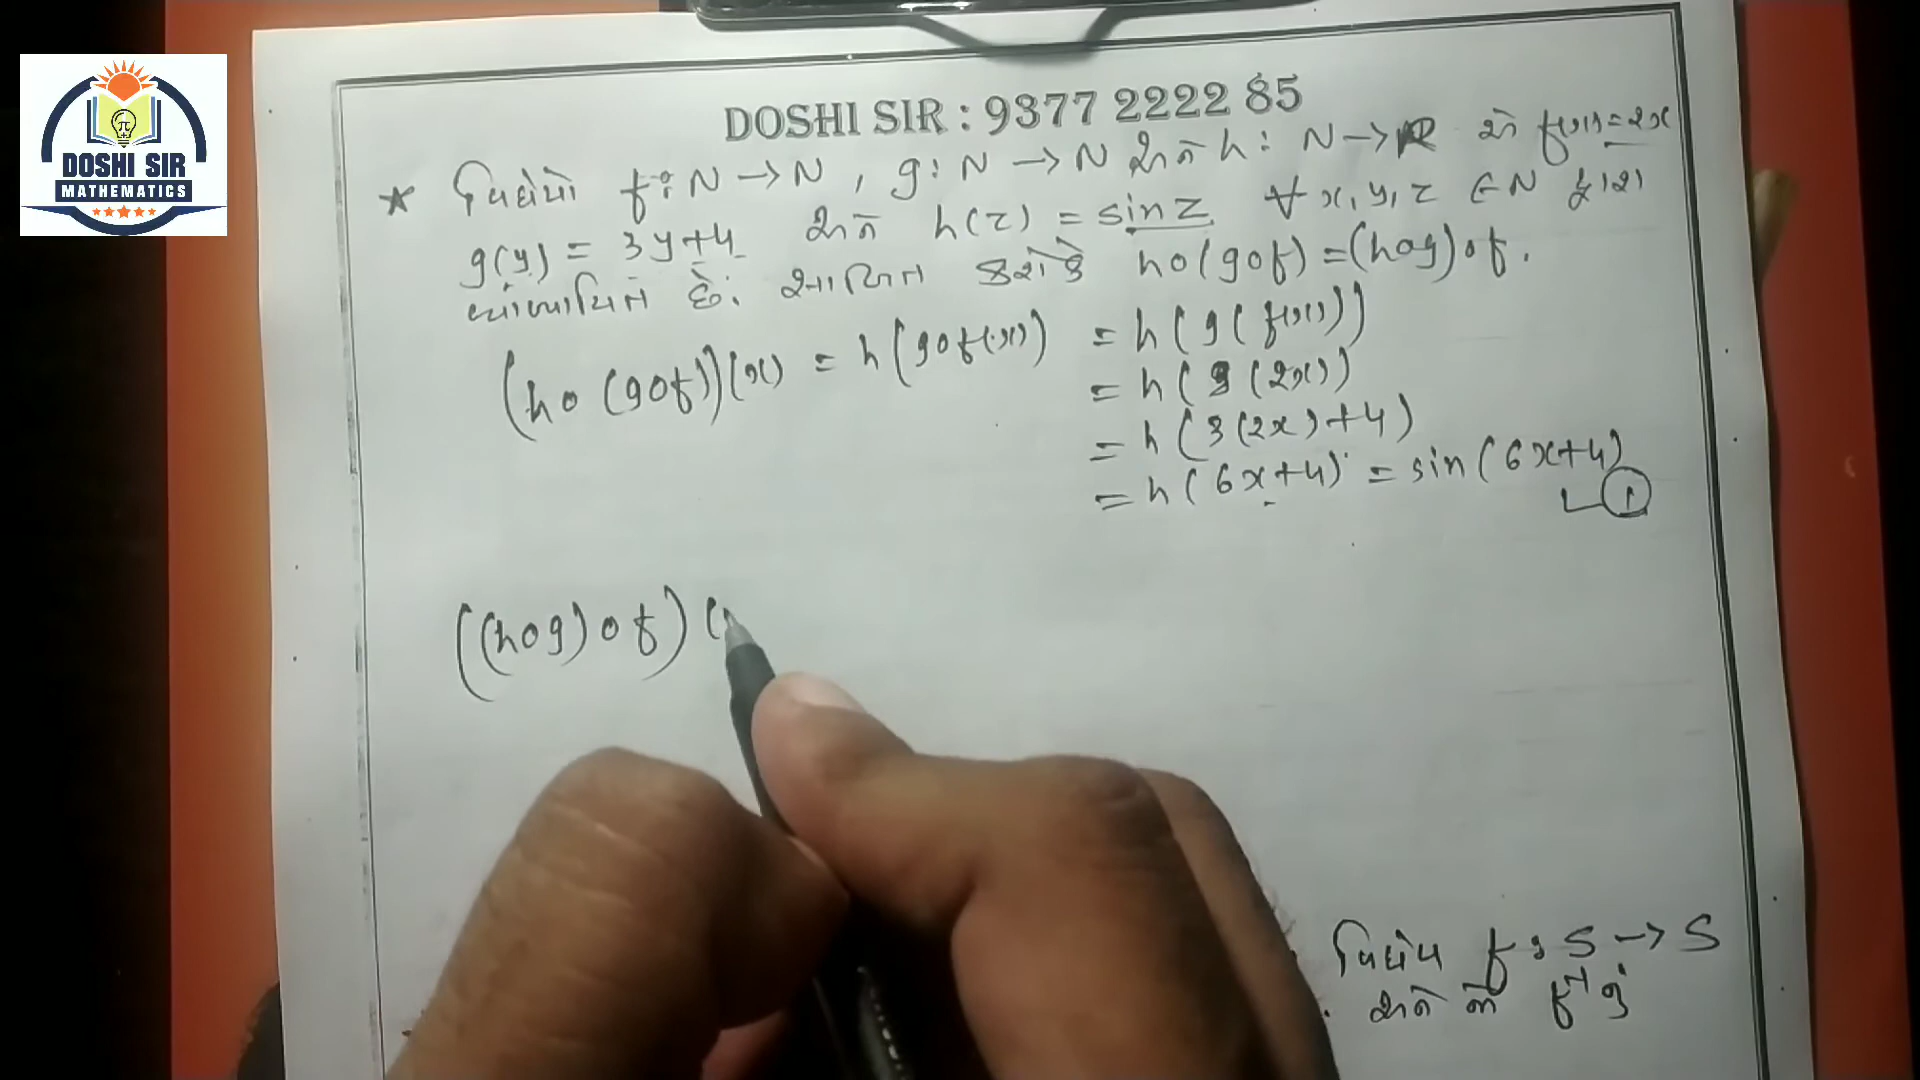 DOSHI SIR
MATHEMATICS
DOSHI SIR : 9377 2222 85
★ વિધેયો f: N → N , g: N → N અને h: N → R એ f(x) = 2x
g(y) = 3y+4 અને h(z) = sin z ∀ x, y, z ∈ N દ્વારા
વ્યાખ્યાયિત છે. સાબિત કરો કે ho(gof) = (hog)of.
(ho(gof))(x) = h(gof(x)) = h(g(f(x)))
= h(g(2x))
= h(3(2x)+4)
= h(6x+4) = sin(6x+4)
①
((hog)of)(
વિધેય f : S → S
અને જો f⁻¹ નું